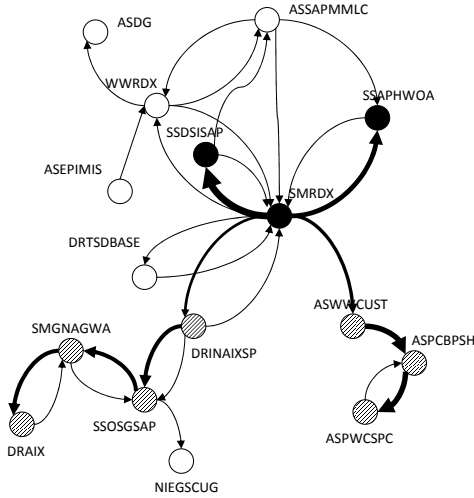 ASDG
ASSAPMMLC
WWRDX
SSAPHWOA
SSDSISAP
ASEPIMIS
SMRDX
DRTSDBASE
ASWWCUST
SMGNAGWA
DRINAIXSP
ASPCBPSH
SSOSGSAP
DRAIX
ASPWCSPC
NIEGSCUG